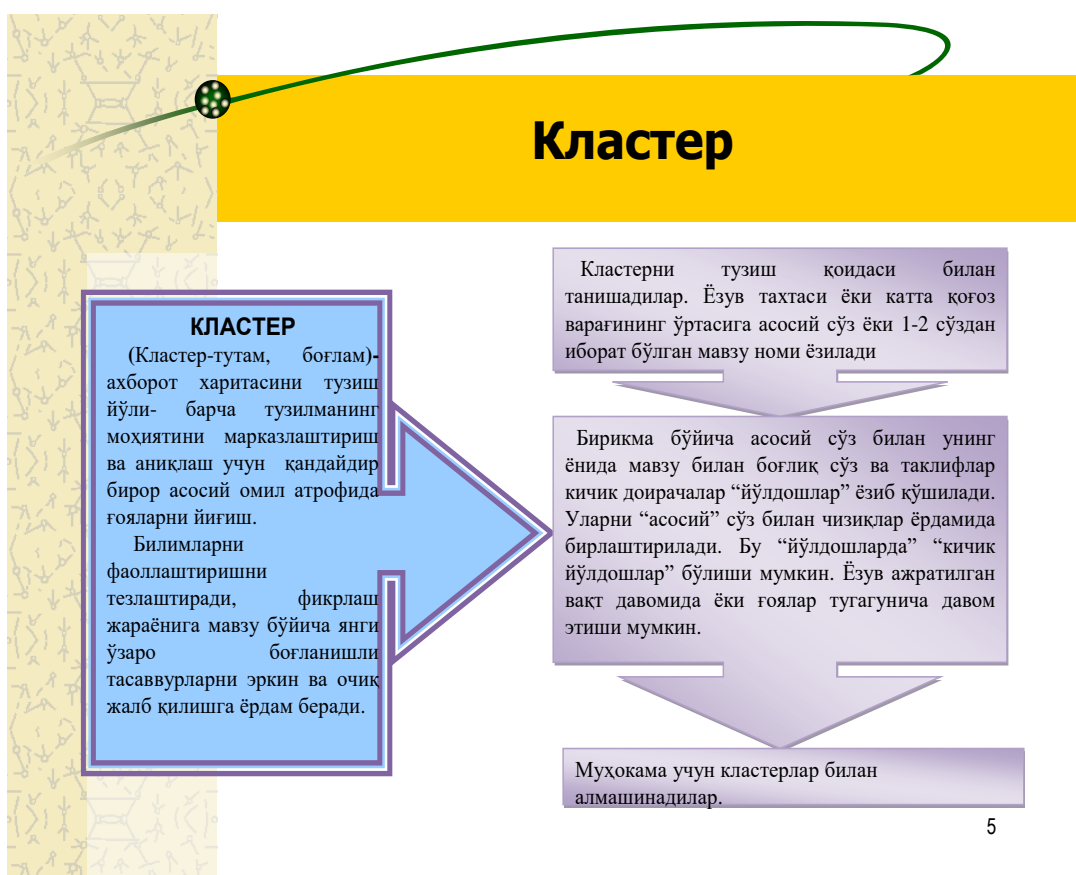 Кластер
КЛАСТЕР
(Кластер-тутам, боғлам)-
ахборот харитасини тузиш
йўли- барча тузилманинг
моҳиятини марказлаштириш
ва аниқлаш учун қандайдир
бирор асосий омил атрофида
ғояларни йиғиш.
Билимларни
фаоллаштиришни
тезлаштиради, фикрлаш
жараёнига мавзу бўйича янги
ўзаро боғланишли
тасаввурларни эркин ва очиқ
жалб қилишга ёрдам беради.
Кластерни тузиш қоидаси билан
танишадилар. Ёзув тахтаси ёки катта қоғоз
варағининг ўртасига асосий сўз ёки 1-2 сўздан
иборат бўлган мавзу номи ёзилади
Бирикма бўйича асосий сўз билан унинг
ёнида мавзу билан боғлиқ сўз ва таклифлар
кичик доирачалар “йўлдошлар” ёзиб қўшилади.
Уларни “асосий” сўз билан чизиқлар ёрдамида
бирлаштирилади. Бу “йўлдошларда” “кичик
йўлдошлар” бўлиши мумкин. Ёзув ажратилган
вақт давомида ёки ғоялар тугагунича давом
этиши мумкин.
Муҳокама учун кластерлар билан
алмашинадилар.
5